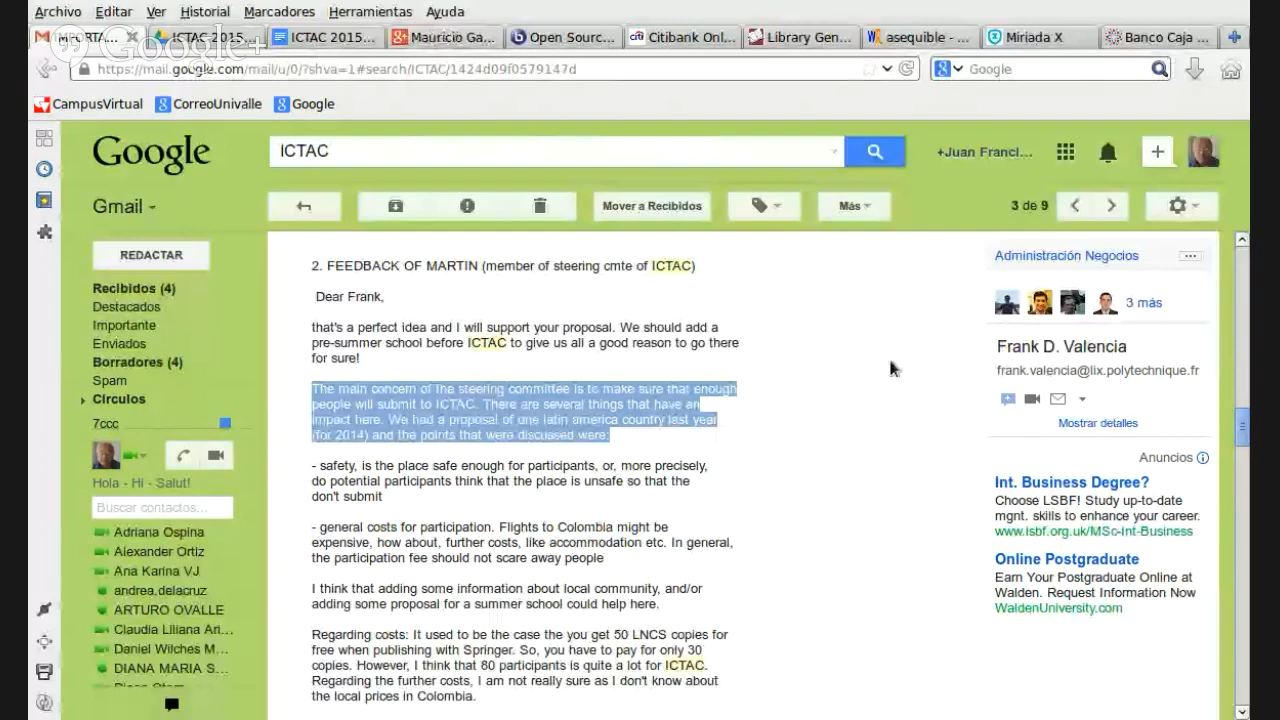 Archivo Editar Ver Historial Marcadores Herramientas Ayuda
IMPORTA... ICTAC 2015... ICTAC 2015... Mauricio Ga... Open Sourc... Citibank Onl... Library Gen... asequible - ... Miriada X Banco Caja ...
Google+
https://mail.google.com/mail/u/0/?shva=1#search/ICTAC/1424d09f0579147d
Google
CampusVirtual CorreoUnivalle Google
Google
ICTAC
+Juan Franci...
Gmail
Mover a Recibidos
Más
3 de 9
REDACTAR
Recibidos (4)
Destacados
Importante
Enviados
Borradores (4)
Spam
Círculos
7ccc
Hola - Hi - Salut!
Buscar contactos...
Adriana Ospina
Alexander Ortiz
Ana Karina VJ
andrea.delacruz
ARTURO OVALLE
Claudia Liliana Ari...
Daniel Wilches M...
DIANA MARIA S...
2. FEEDBACK OF MARTIN (member of steering cmte of ICTAC)
Dear Frank,
that's a perfect idea and I will support your proposal. We should add a
pre-summer school before ICTAC to give us all a good reason to go there
for sure!
The main concern of the steering committee is to make sure that enough
people will submit to ICTAC. There are several things that have an
impact here. We had a proposal of one latin america country last year
(for 2014) and the points that were discussed were:
- safety, is the place safe enough for participants, or, more precisely,
do potential participants think that the place is unsafe so that the
don't submit
- general costs for participation. Flights to Colombia might be
expensive, how about, further costs, like accommodation etc. In general,
the participation fee should not scare away people
I think that adding some information about local community, and/or
adding some proposal for a summer school could help here.
Regarding costs: It used to be the case the you get 50 LNCS copies for
free when publishing with Springer. So, you have to pay for only 30
copies. However, I think that 80 participants is quite a lot for ICTAC.
Regarding the further costs, I am not really sure as I don't know about
the local prices in Colombia.
Administración Negocios
3 más
Frank D. Valencia
frank.valencia@lix.polytechnique.fr
Mostrar detalles
Anuncios
Int. Business Degree?
Choose LSBF! Study up-to-date
mgnt. skills to enhance your career.
www.lsbf.org.uk/MSc-Int-Business
Online Postgraduate
Earn Your Postgraduate Online at
Walden. Request Information Now
WaldenUniversity.com